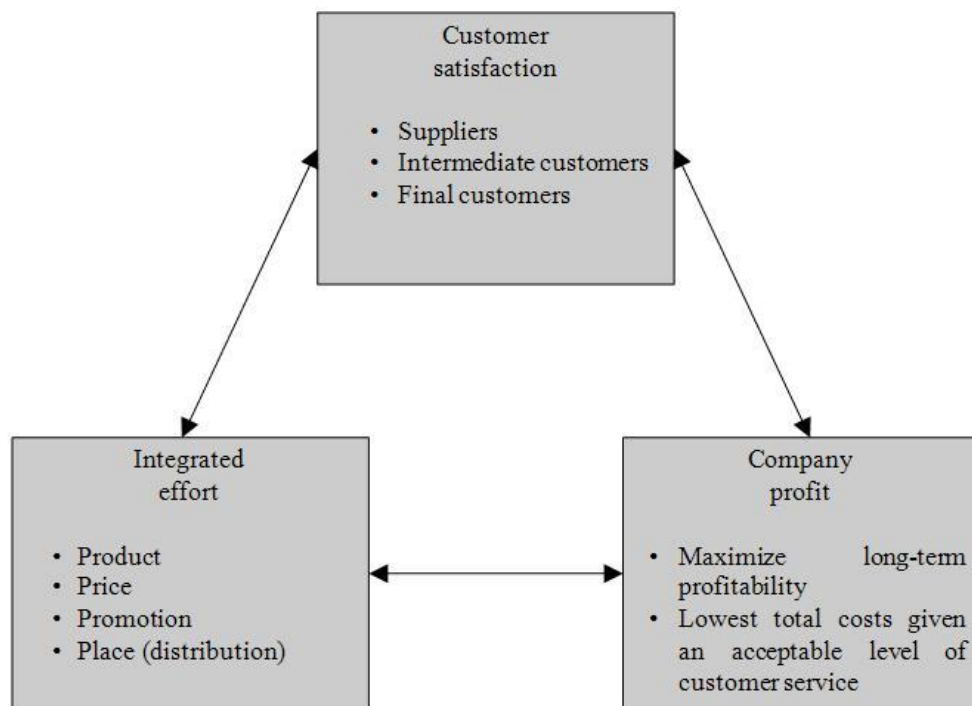 Customer
satisfaction
• Suppliers
• Intermediate customers
• Final customers
Integrated
effort
• Product
• Price
• Promotion
• Place (distribution)
Company
profit
• Maximize long-term
profitability
• Lowest total costs given
an acceptable level of
customer service